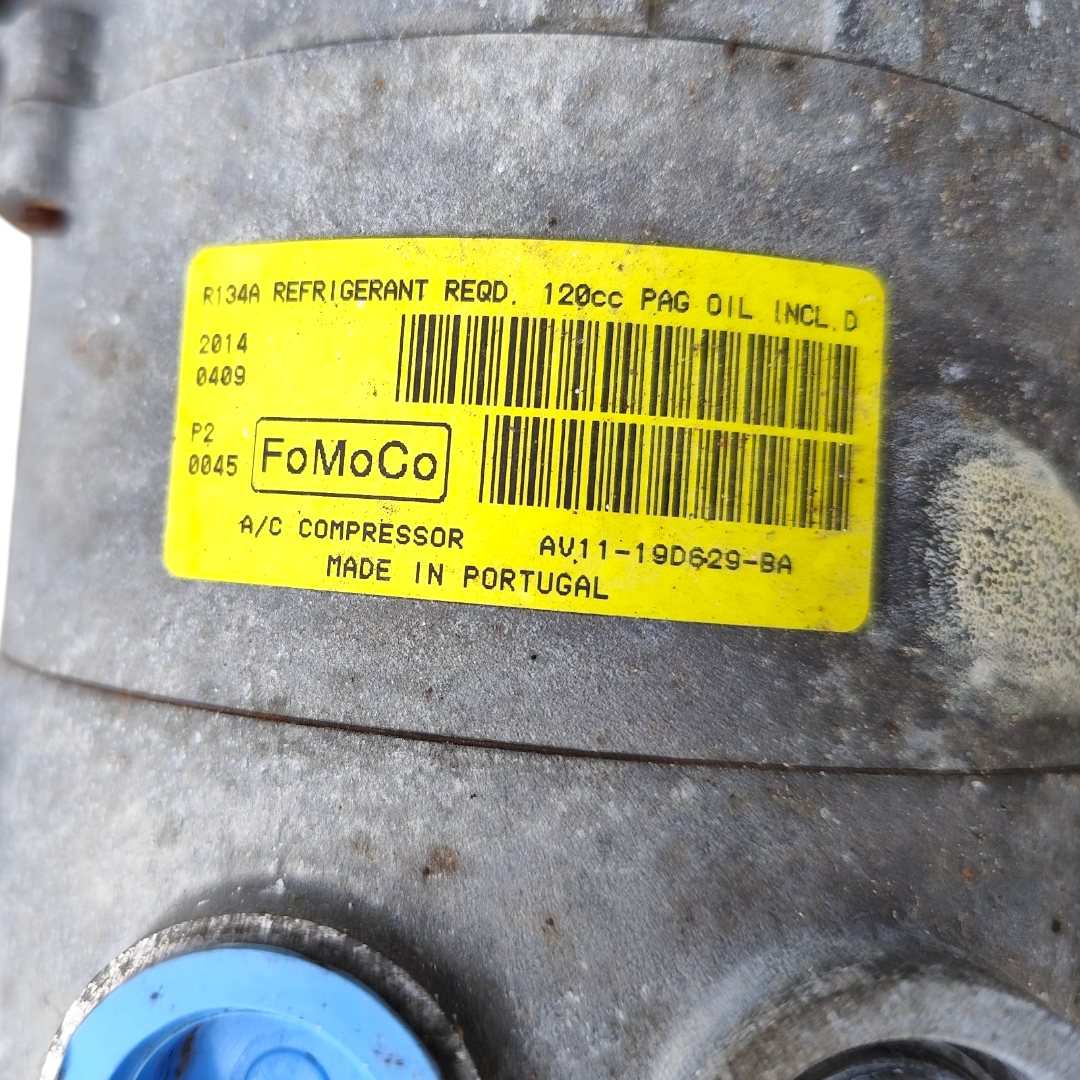 R134A REFRIGERANT REQD. 120cc PAG OIL INCL.D
2014
0409
P2
0045
FoMoCo
A/C COMPRESSOR AV11-19D629-BA
MADE IN PORTUGAL